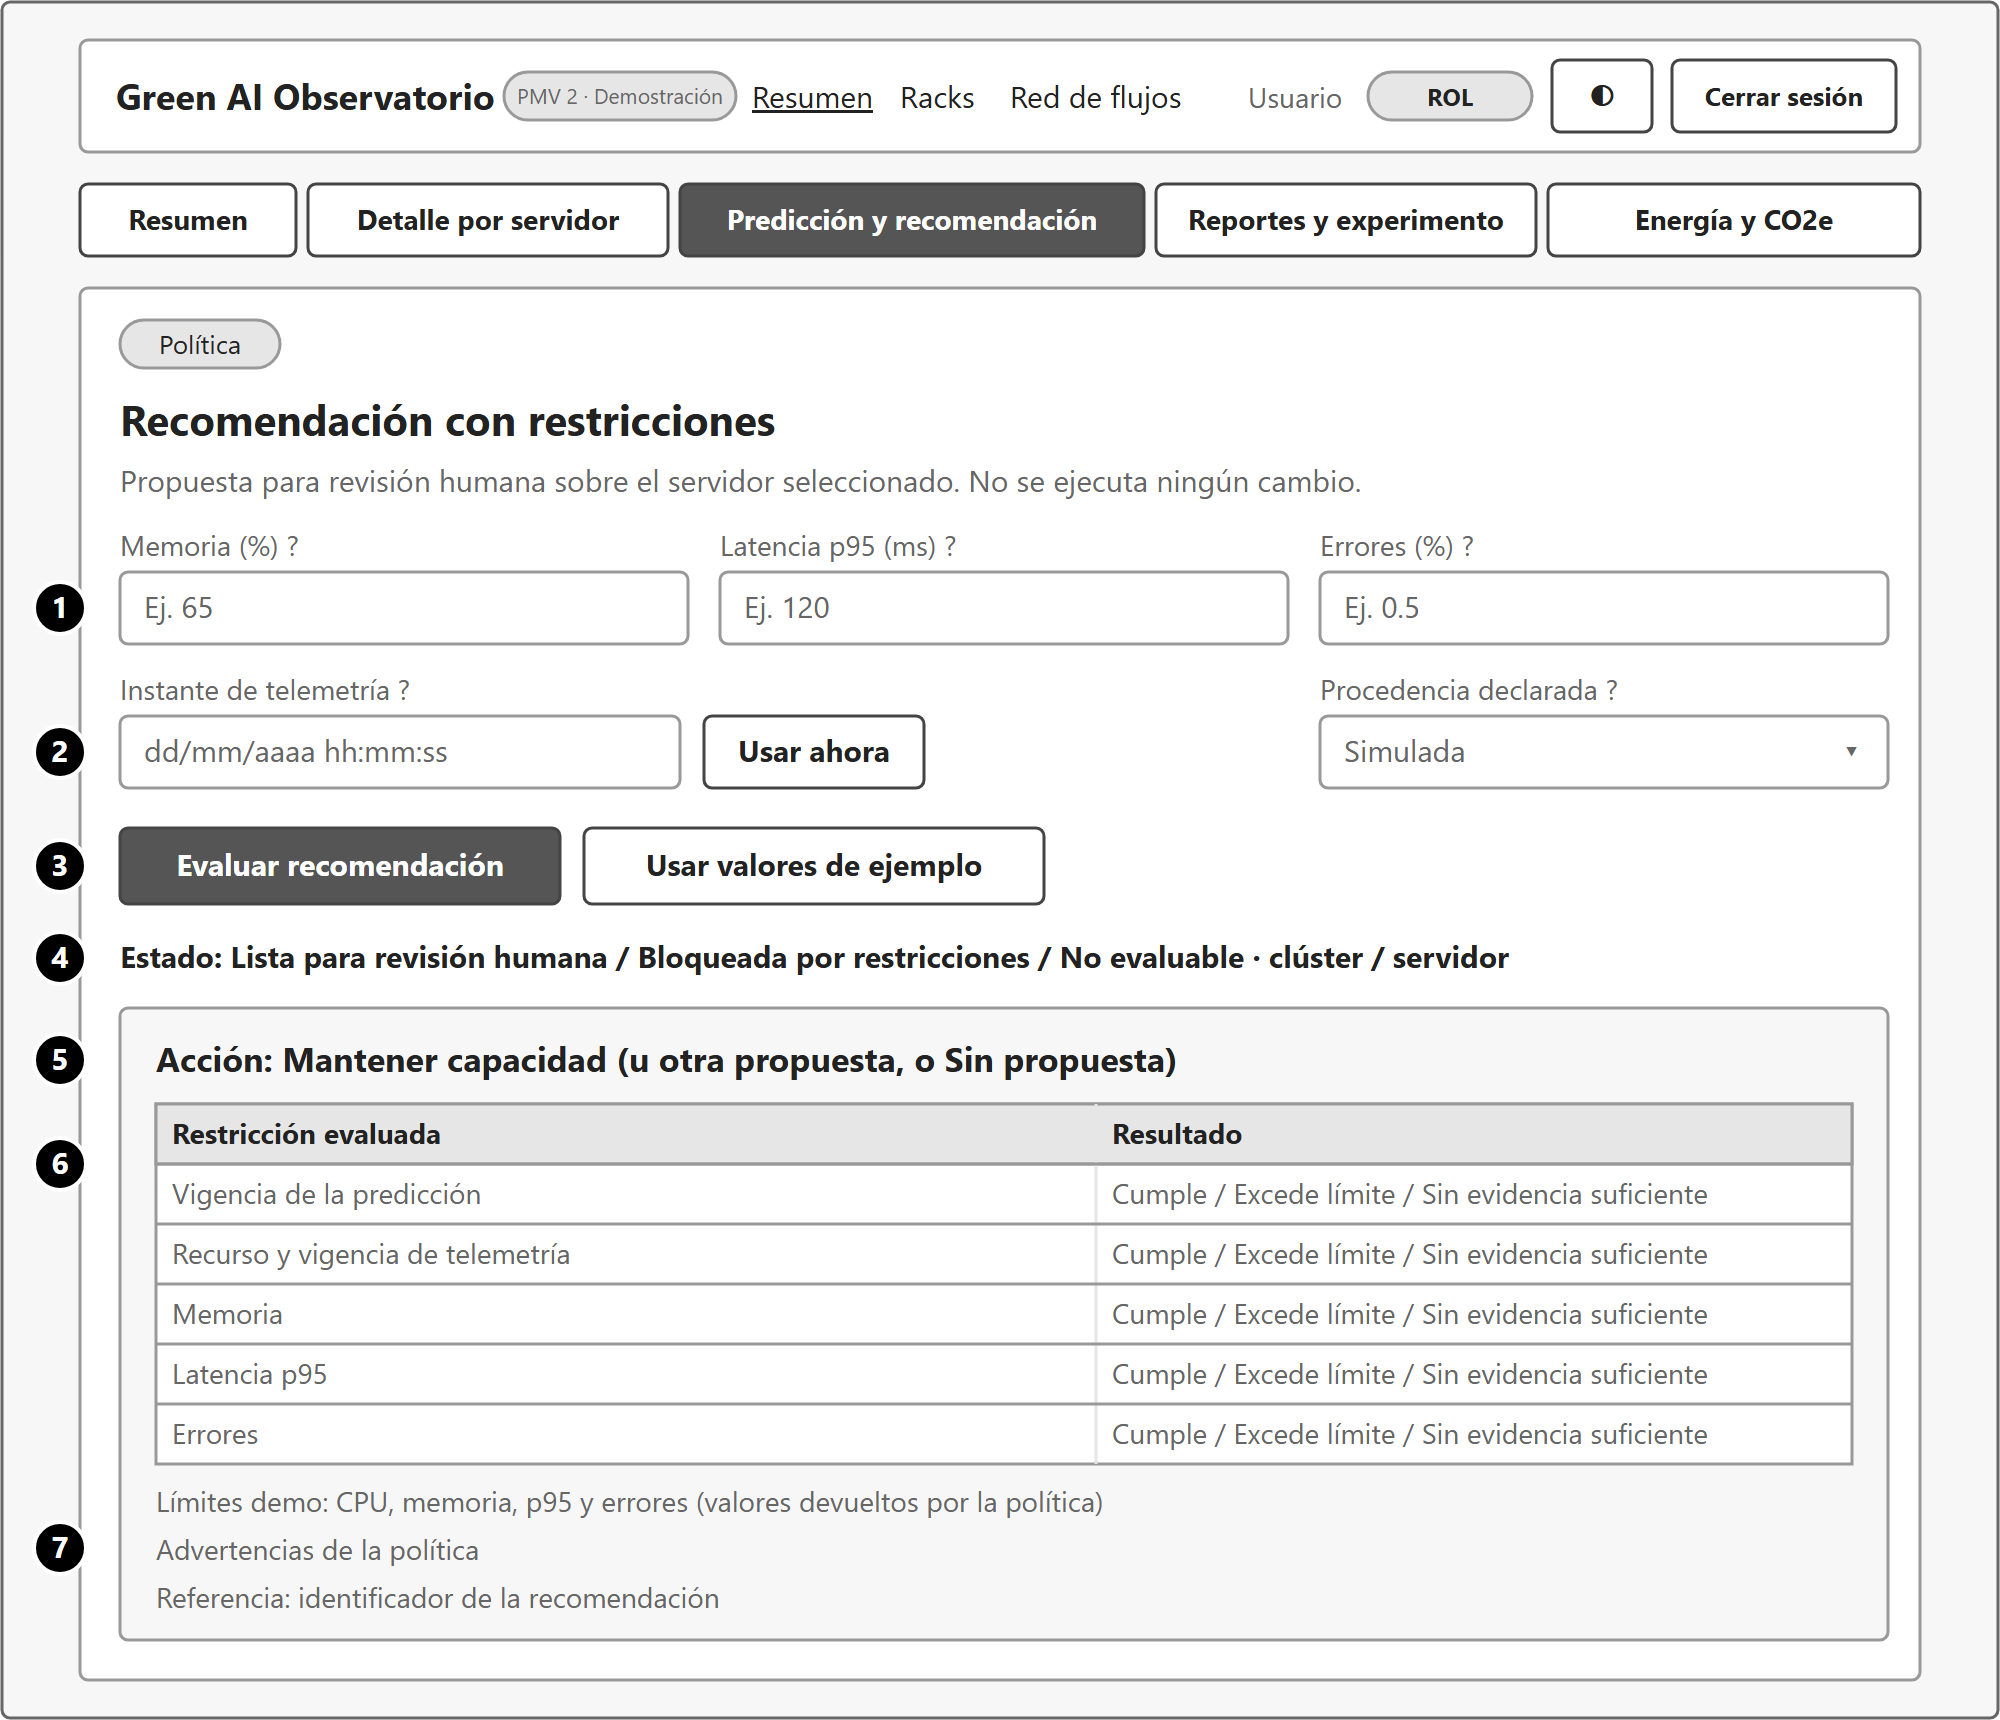 Green AI Observatorio PMV 2 · Demostración Resumen Racks Red de flujos Usuario ROL Cerrar sesión
Resumen Detalle por servidor Predicción y recomendación Reportes y experimento Energía y CO2e
Política
Recomendación con restricciones
Propuesta para revisión humana sobre el servidor seleccionado. No se ejecuta ningún cambio.
Memoria (%) ? Latencia p95 (ms) ? Errores (%) ?
1 Ej. 65 Ej. 120 Ej. 0.5
Instante de telemetría ? Procedencia declarada ?
2 dd/mm/aaaa hh:mm:ss Usar ahora Simulada
3 Evaluar recomendación Usar valores de ejemplo
4 Estado: Lista para revisión humana / Bloqueada por restricciones / No evaluable · clúster / servidor
5 Acción: Mantener capacidad (u otra propuesta, o Sin propuesta)
Restricción evaluada Resultado
6
Vigencia de la predicción Cumple / Excede límite / Sin evidencia suficiente
Recurso y vigencia de telemetría Cumple / Excede límite / Sin evidencia suficiente
Memoria Cumple / Excede límite / Sin evidencia suficiente
Latencia p95 Cumple / Excede límite / Sin evidencia suficiente
Errores Cumple / Excede límite / Sin evidencia suficiente
Límites demo: CPU, memoria, p95 y errores (valores devueltos por la política)
7 Advertencias de la política
Referencia: identificador de la recomendación